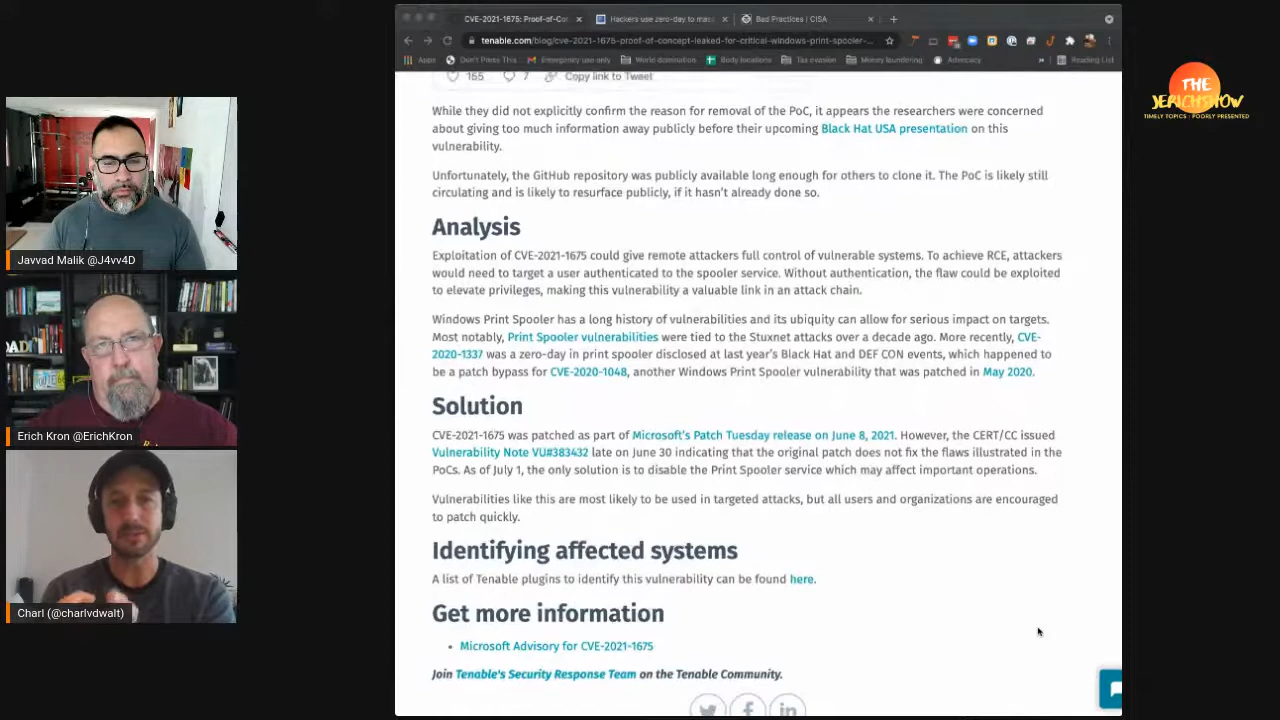 CVE-2021-1675: Proof-of-Co
Hackers use zero-day to mas
Bad Practices | CISA
tenable.com/blog/cve-2021-1675-proof-of-concept-leaked-for-critical-windows-print-spooler-...
Apps
Don't Press This
Emergency use only
World domination
Body locations
Tax evasion
Money laundering
Advocacy
»
Reading List
165
7
Copy link to Tweet
While they did not explicitly confirm the reason for removal of the PoC, it appears the researchers were concerned
about giving too much information away publicly before their upcoming Black Hat USA presentation on this
vulnerability.
Unfortunately, the GitHub repository was publicly available long enough for others to clone it. The PoC is likely still
circulating and is likely to resurface publicly, if it hasn't already done so.
Analysis
Exploitation of CVE-2021-1675 could give remote attackers full control of vulnerable systems. To achieve RCE, attackers
would need to target a user authenticated to the spooler service. Without authentication, the flaw could be exploited
to elevate privileges, making this vulnerability a valuable link in an attack chain.
Windows Print Spooler has a long history of vulnerabilities and its ubiquity can allow for serious impact on targets.
Most notably, Print Spooler vulnerabilities were tied to the Stuxnet attacks over a decade ago. More recently, CVE-
2020-1337 was a zero-day in print spooler disclosed at last year's Black Hat and DEF CON events, which happened to
be a patch bypass for CVE-2020-1048, another Windows Print Spooler vulnerability that was patched in May 2020.
Solution
CVE-2021-1675 was patched as part of Microsoft's Patch Tuesday release on June 8, 2021. However, the CERT/CC issued
Vulnerability Note VU#383432 late on June 30 indicating that the original patch does not fix the flaws illustrated in the
PoCs. As of July 1, the only solution is to disable the Print Spooler service which may affect important operations.
Vulnerabilities like this are most likely to be used in targeted attacks, but all users and organizations are encouraged
to patch quickly.
Identifying affected systems
A list of Tenable plugins to identify this vulnerability can be found here.
Get more information
• Microsoft Advisory for CVE-2021-1675
Join Tenable's Security Response Team on the Tenable Community.
Javvad Malik @J4vv4D
Erich Kron @ErichKron
Charl (@charlvdwalt)
THE
JERICHSHOW
TIMELY TOPICS : POORLY PRESENTED